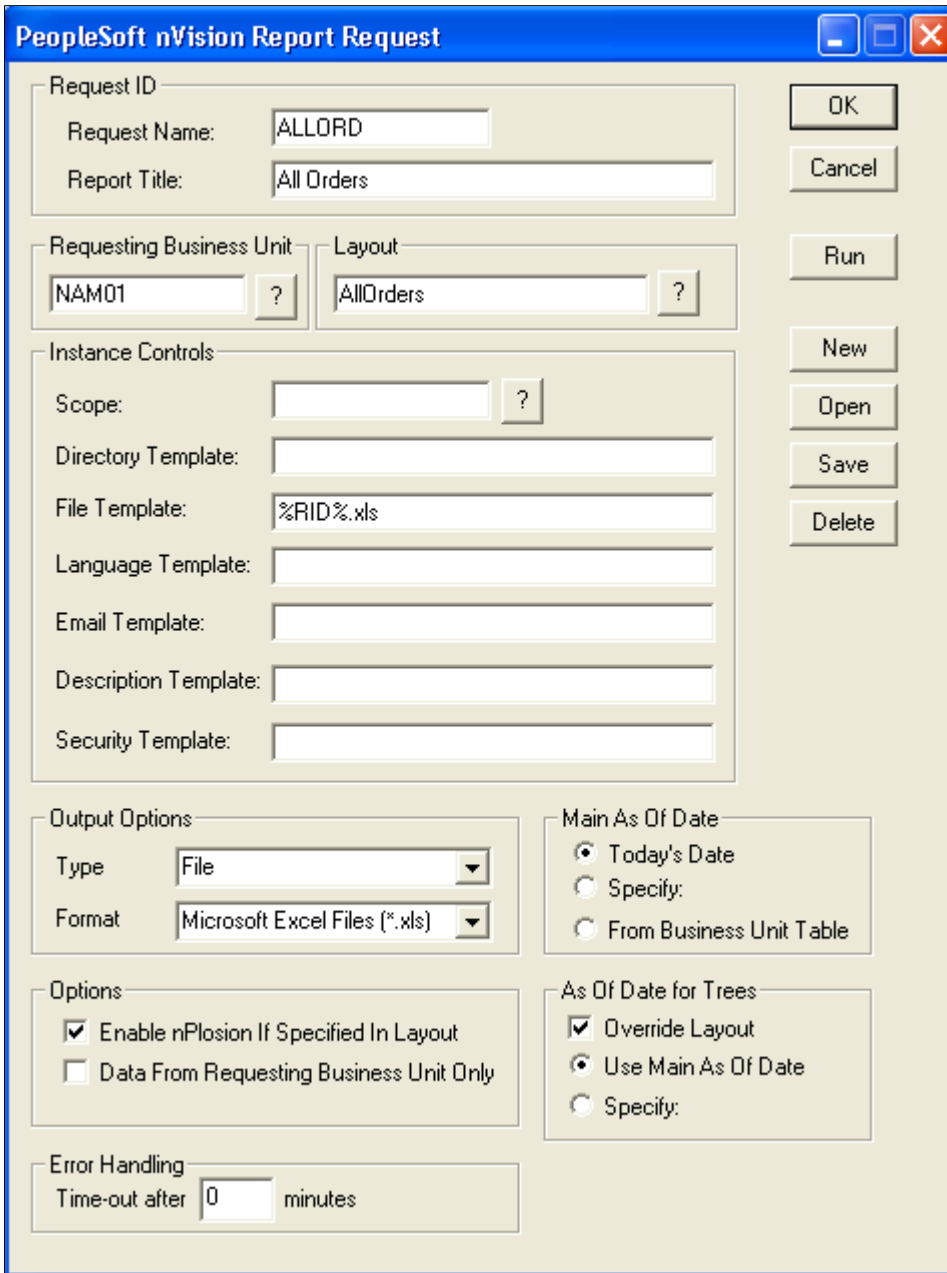 PeopleSoft nVision Report Request
Request ID
Request Name: ALLORD
Report Title: All Orders
OK
Cancel
Requesting Business Unit
NAM01 ?
Layout
AllOrders ?
Run
Instance Controls
Scope: ?
Directory Template:
File Template: %RID%.xls
Language Template:
Email Template:
Description Template:
Security Template:
New
Open
Save
Delete
Output Options
Type File
Format Microsoft Excel Files (*.xls)
Main As Of Date
Today's Date
Specify:
From Business Unit Table
Options
Enable nPlosion If Specified In Layout
Data From Requesting Business Unit Only
As Of Date for Trees
Override Layout
Use Main As Of Date
Specify:
Error Handling
Time-out after 0 minutes